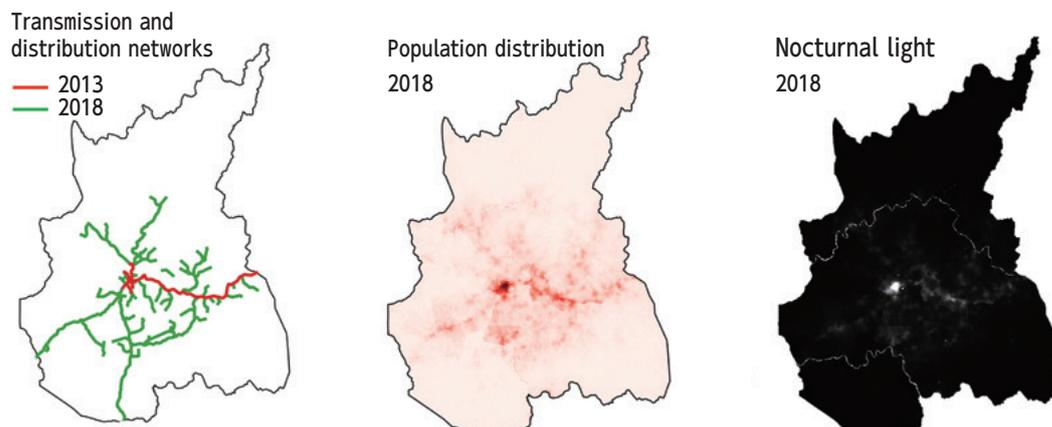 Transmission and
distribution networks
2013
2018
Population distribution
2018
Nocturnal light
2018